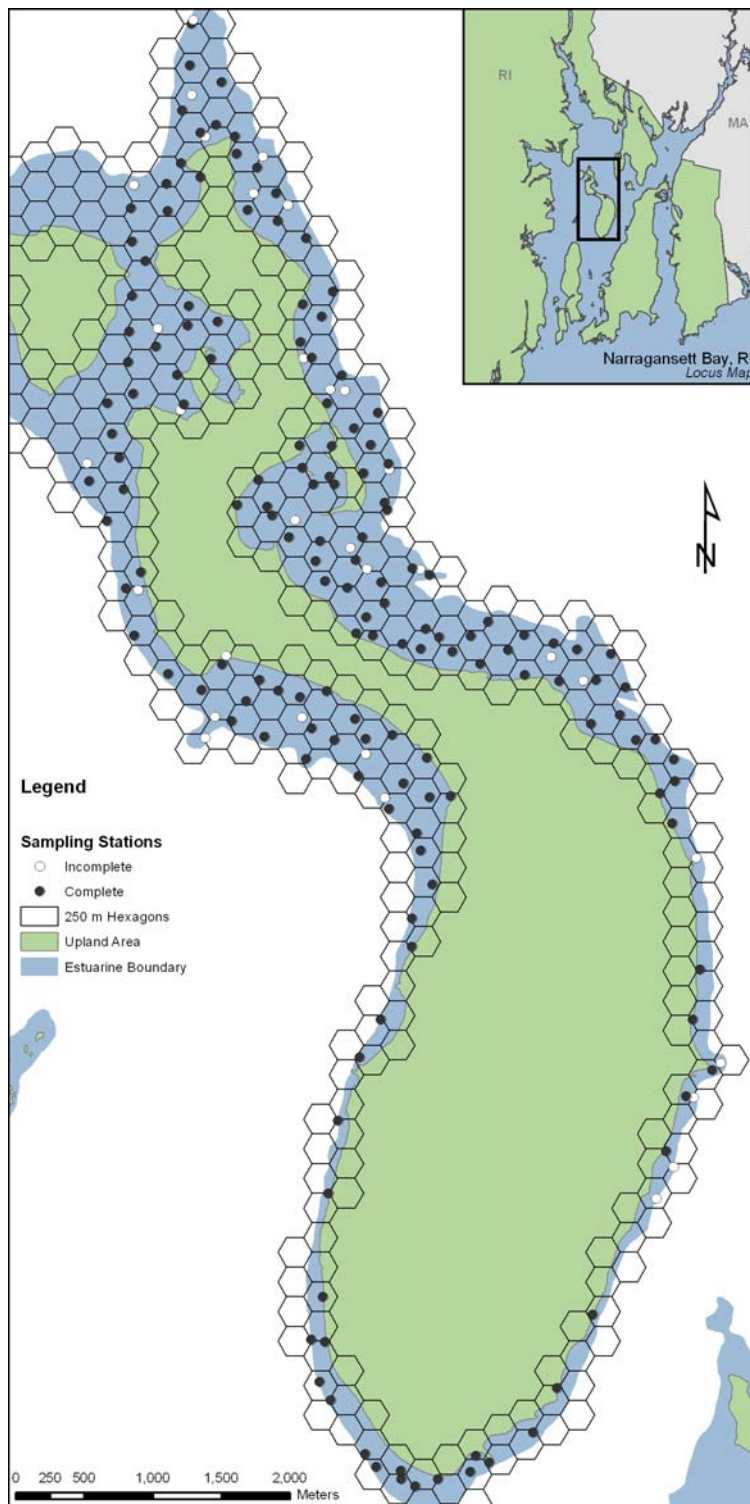 RI
MA
Narragansett Bay, RI
Locus Map
N
Legend
Sampling Stations
Incomplete
Complete
250 m Hexagons
Upland Area
Estuarine Boundary
0 250 500 1,000 1,500 2,000
Meters